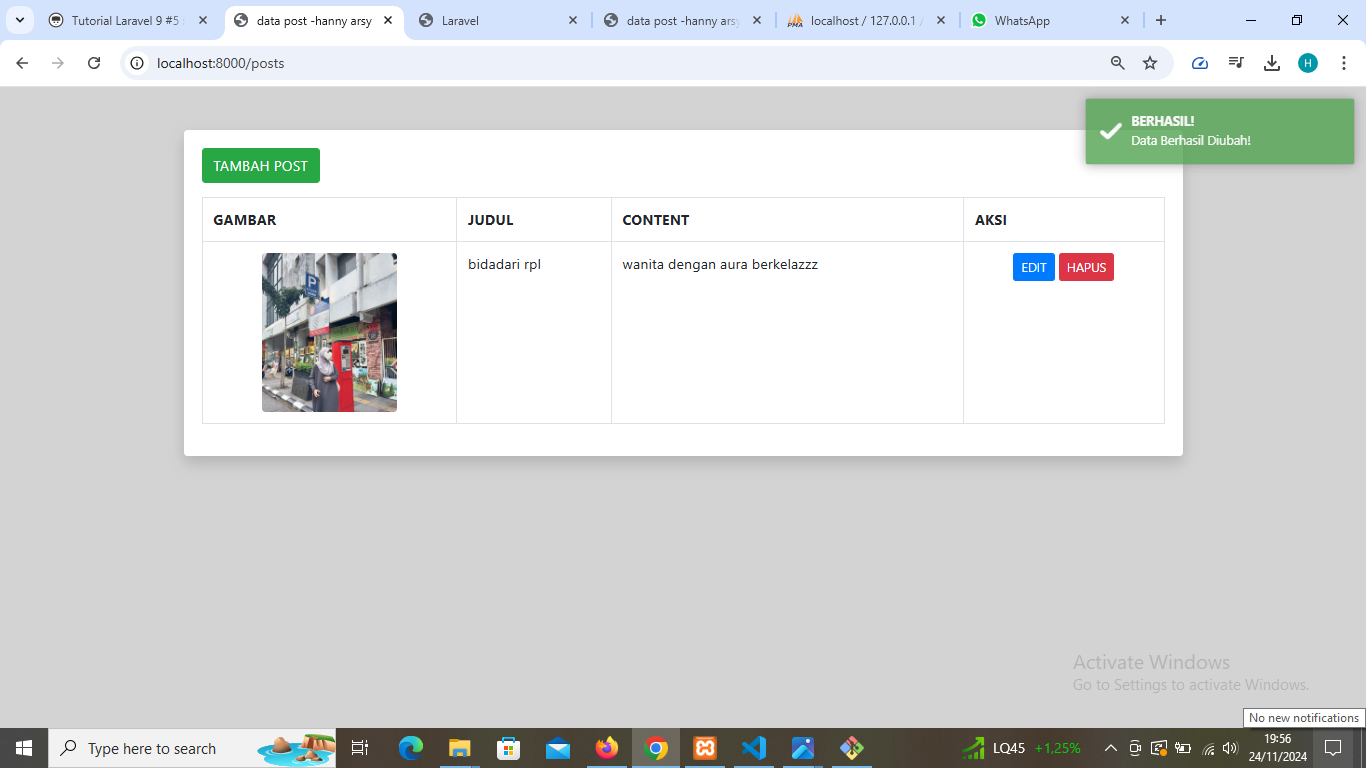 Tutorial Laravel 9 #5
data post -hanny arsy
Laravel
data post -hanny arsy
localhost / 127.0.0.1
WhatsApp
localhost:8000/posts
H
BERHASIL!
Data Berhasil Diubah!
TAMBAH POST
GAMBAR JUDUL CONTENT AKSI
P
bidadari rpl wanita dengan aura berkelazzz EDIT HAPUS
Activate Windows
Go to Settings to activate Windows.
No new notifications
Type here to search
LQ45 +1,25%
19:56
24/11/2024